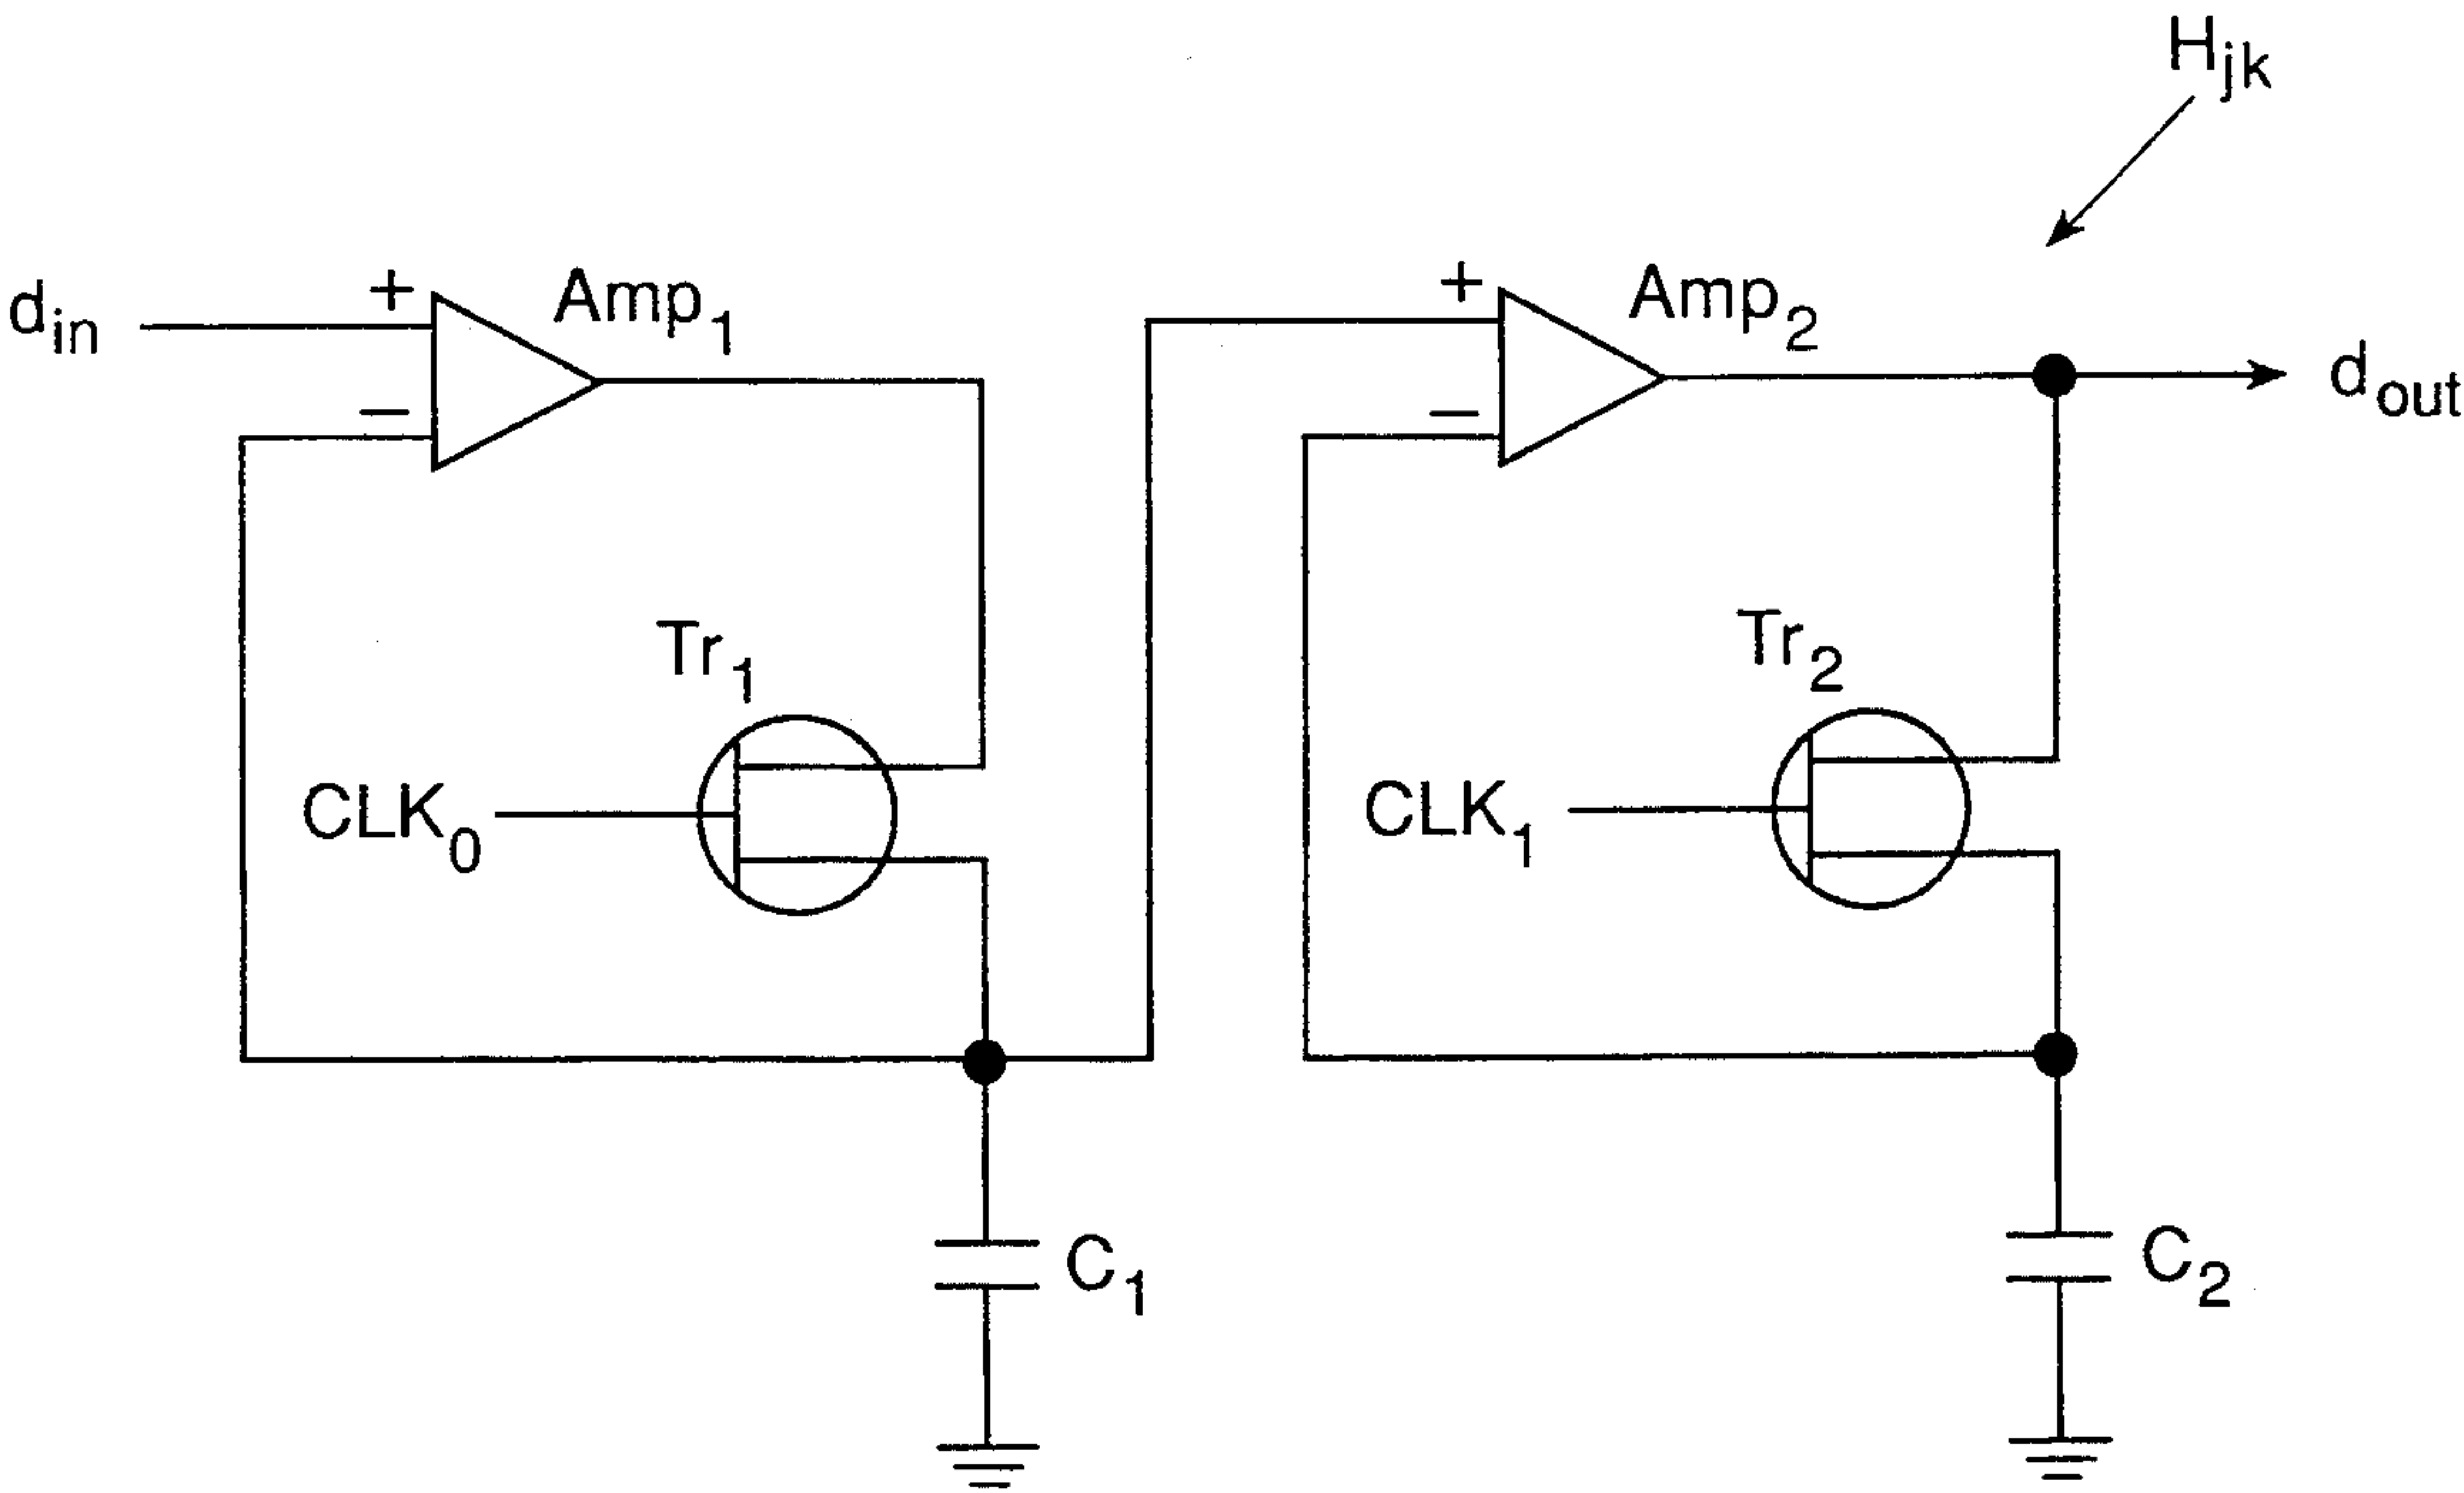 H_jk
d_in
+
−
Amp_1
+
−
Amp_2
d_out
Tr_1
Tr_2
CLK_0
CLK_1
C_1
C_2